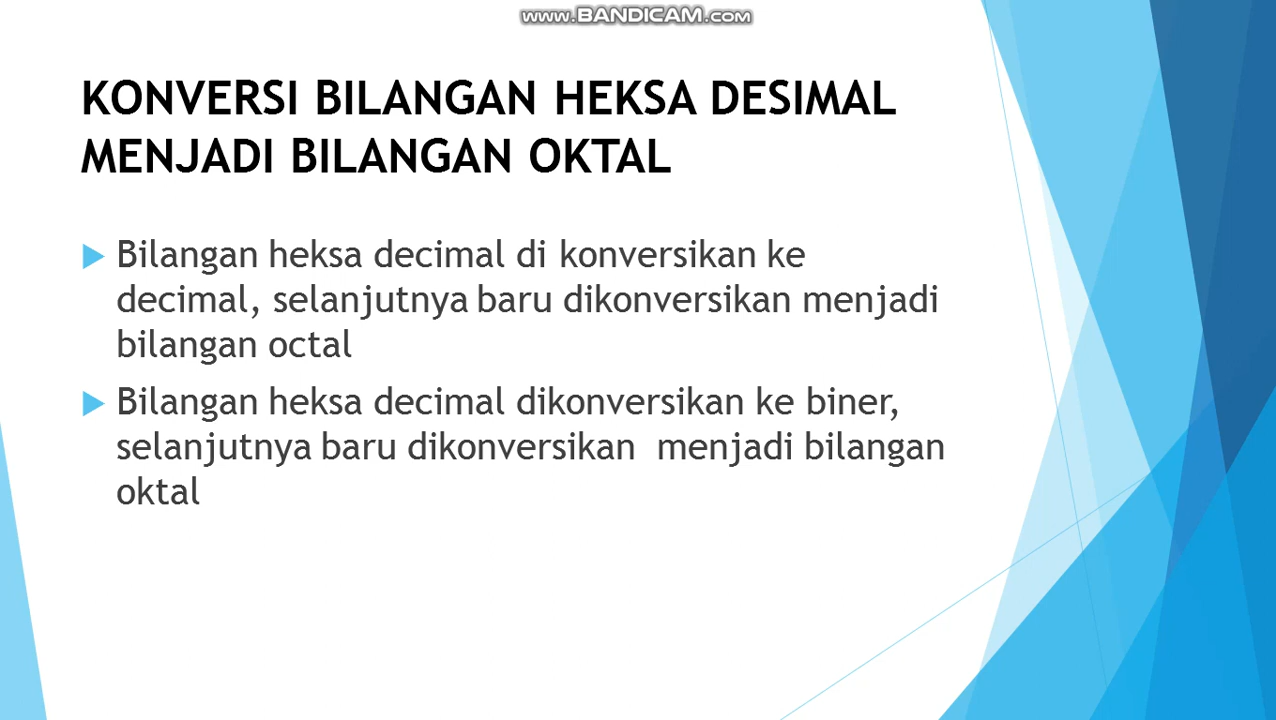 www.BANDICAM.com
KONVERSI BILANGAN HEKSA DESIMAL
MENJADI BILANGAN OKTAL
Bilangan heksa decimal di konversikan ke
decimal, selanjutnya baru dikonversikan menjadi
bilangan octal
Bilangan heksa decimal dikonversikan ke biner,
selanjutnya baru dikonversikan  menjadi bilangan
oktal